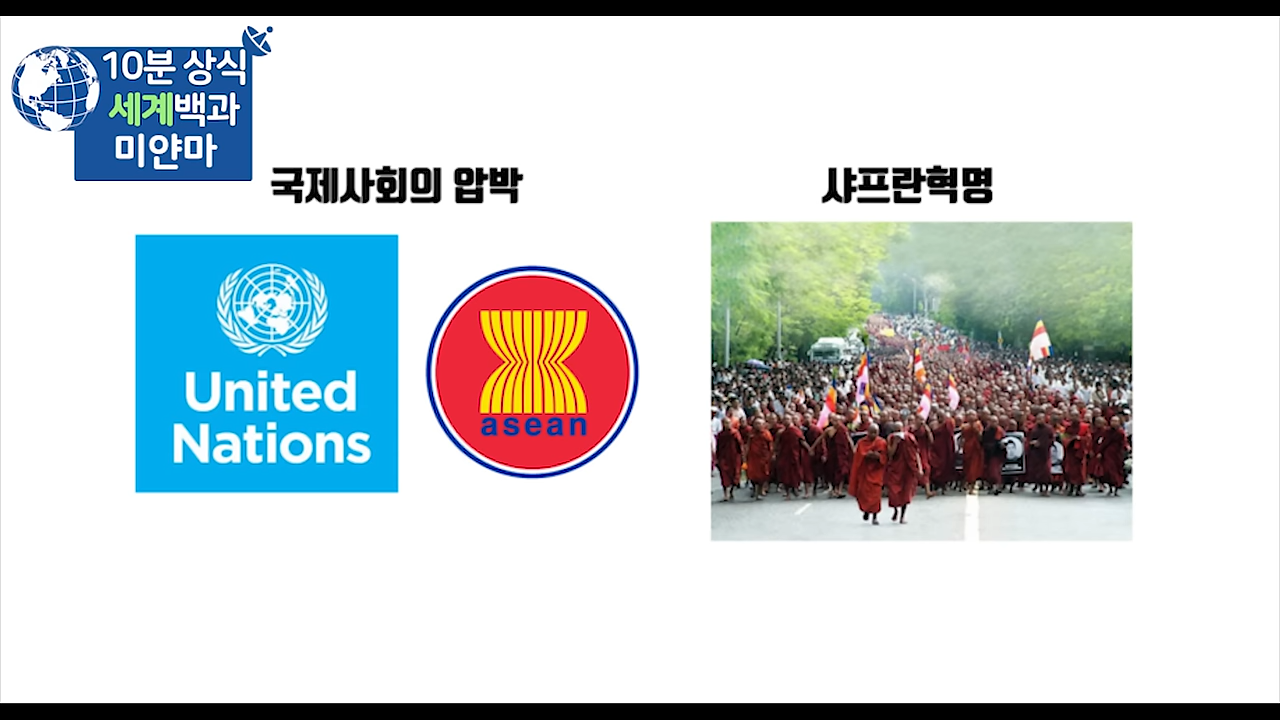 10분 상식
세계백과
미얀마
국제사회의 압박
샤프란혁명
United
Nations
asean